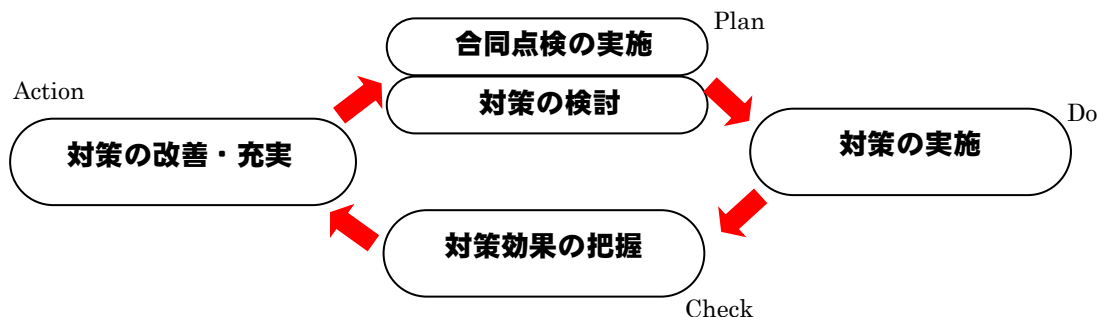 合同点検の実施
Plan
対策の検討
Action
Do
対策の改善・充実
対策の実施
対策効果の把握
Check